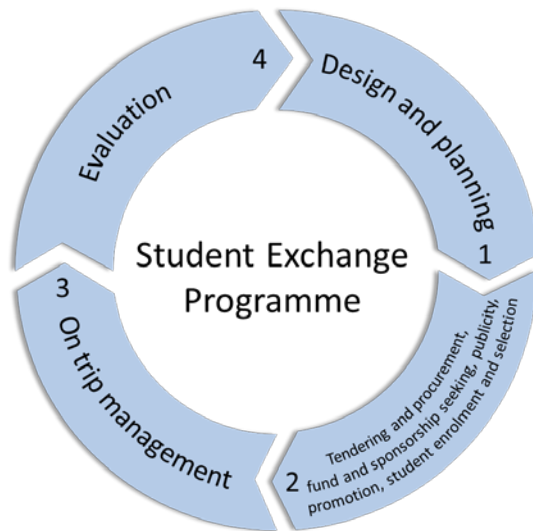 Student Exchange
Programme
Design and planning
1
Tendering and procurement,
fund and sponsorship seeking, publicity,
promotion, student enrolment and selection
2
On trip management
3
Evaluation
4